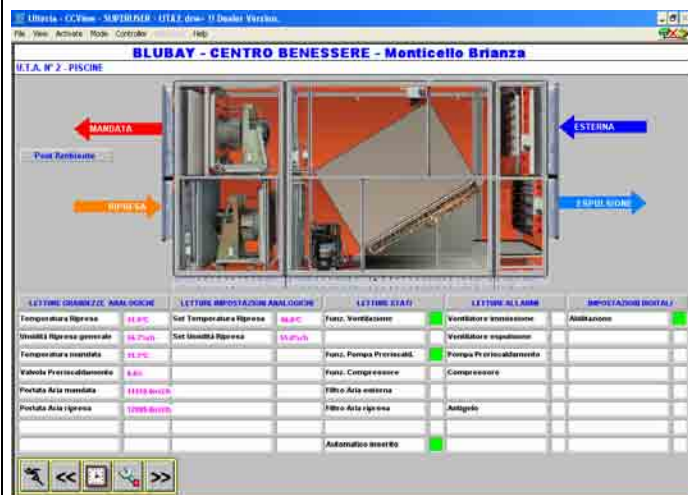 Utteria - CCView - SUPERUSER - UTA2.drw- !! Dealer Version.
File View Activate Mode Controller Help
BLUBAY - CENTRO BENESSERE - Monticello Brianza
U.T.A. N° 2 - PISCINE
MANDATA
ESTERNA
Post Ambiente
RIPRESA
ESPULSIONE
LETTURE GRANDEZZE ANALOGICHE LETTURE IMPOSTAZIONI ANALOGICHE LETTURE STATI LETTURE ALLARMI IMPOSTAZIONI DIGITALI
Temperatura Ripresa Set Temperatura Ripresa Funz. Ventilazione Ventilatore immissione Abilitazione
Umidità Ripresa generale Set Umidità Ripresa Ventilatore espulsione
Temperatura mandata Funz. Pompa Preriscald. Pompa Preriscaldamento
Valvola Preriscaldamento Funz. Compressore Compressore
Portata Aria mandata Filtro Aria esterna
Portata Aria ripresa Filtro Aria ripresa Antigelo
Automatico inserito
<< >>